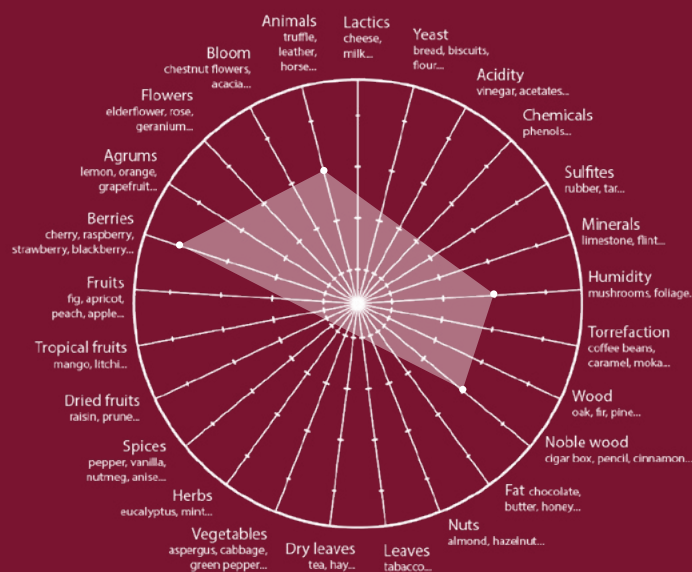 Lactics
cheese,
milk...
Yeast
bread, biscuits,
flour...
Acidity
vinegar, acetates...
Chemicals
phenols...
Sulfites
rubber, tar...
Minerals
limestone, flint...
Humidity
mushrooms, foliage...
Torrefaction
coffee beans,
caramel, moka...
Wood
oak, fir, pine...
Noble wood
cigar box, pencil, cinnamon...
Fat chocolate,
butter, honey...
Nuts
almond, hazelnut...
Leaves
tabacco...
Dry leaves
tea, hay...
Vegetables
aspergus, cabbage,
green pepper...
Herbs
eucalyptus, mint...
Spices
pepper, vanilla,
nutmeg, anise...
Dried fruits
raisin, prune...
Tropical fruits
mango, litchi...
Fruits
fig, apricot,
peach, apple...
Berries
cherry, raspberry,
strawberry, blackberry...
Agrums
lemon, orange,
grapefruit...
Flowers
elderflower, rose,
geranium...
Bloom
chestnut flowers,
acacia...
Animals
truffle,
leather,
horse...